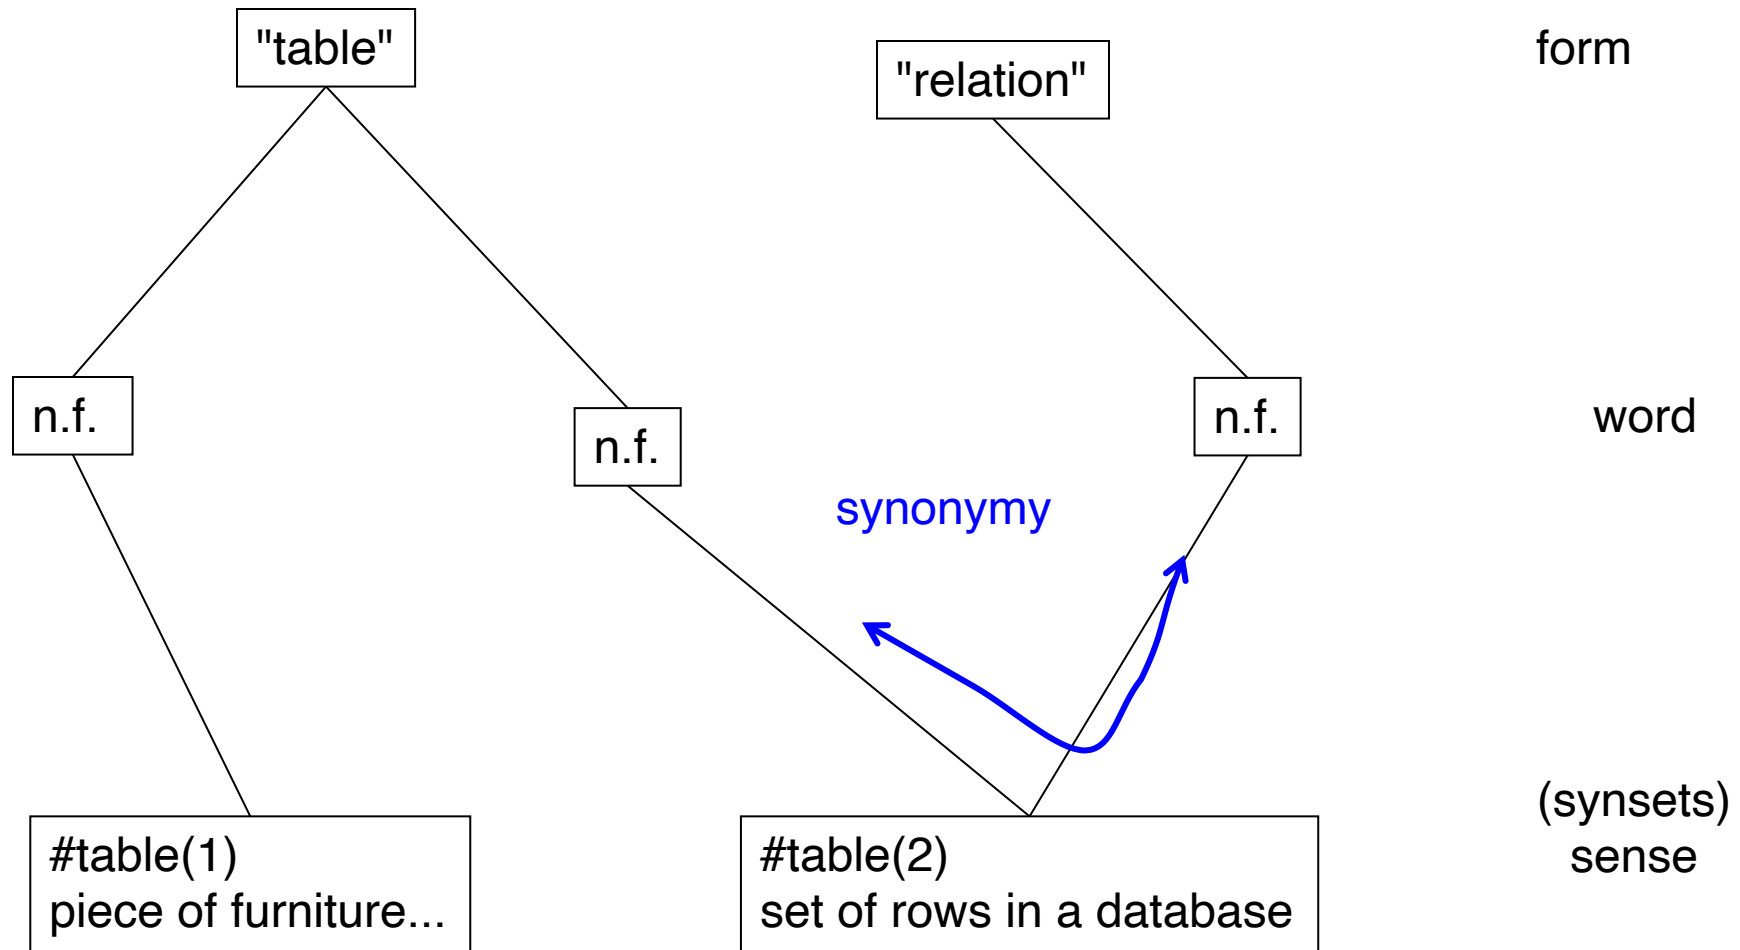 "table"
"relation"
form
n.f.
n.f.
n.f.
word
synonymy
#table(1)
piece of furniture...
#table(2)
set of rows in a database
(synsets)
sense